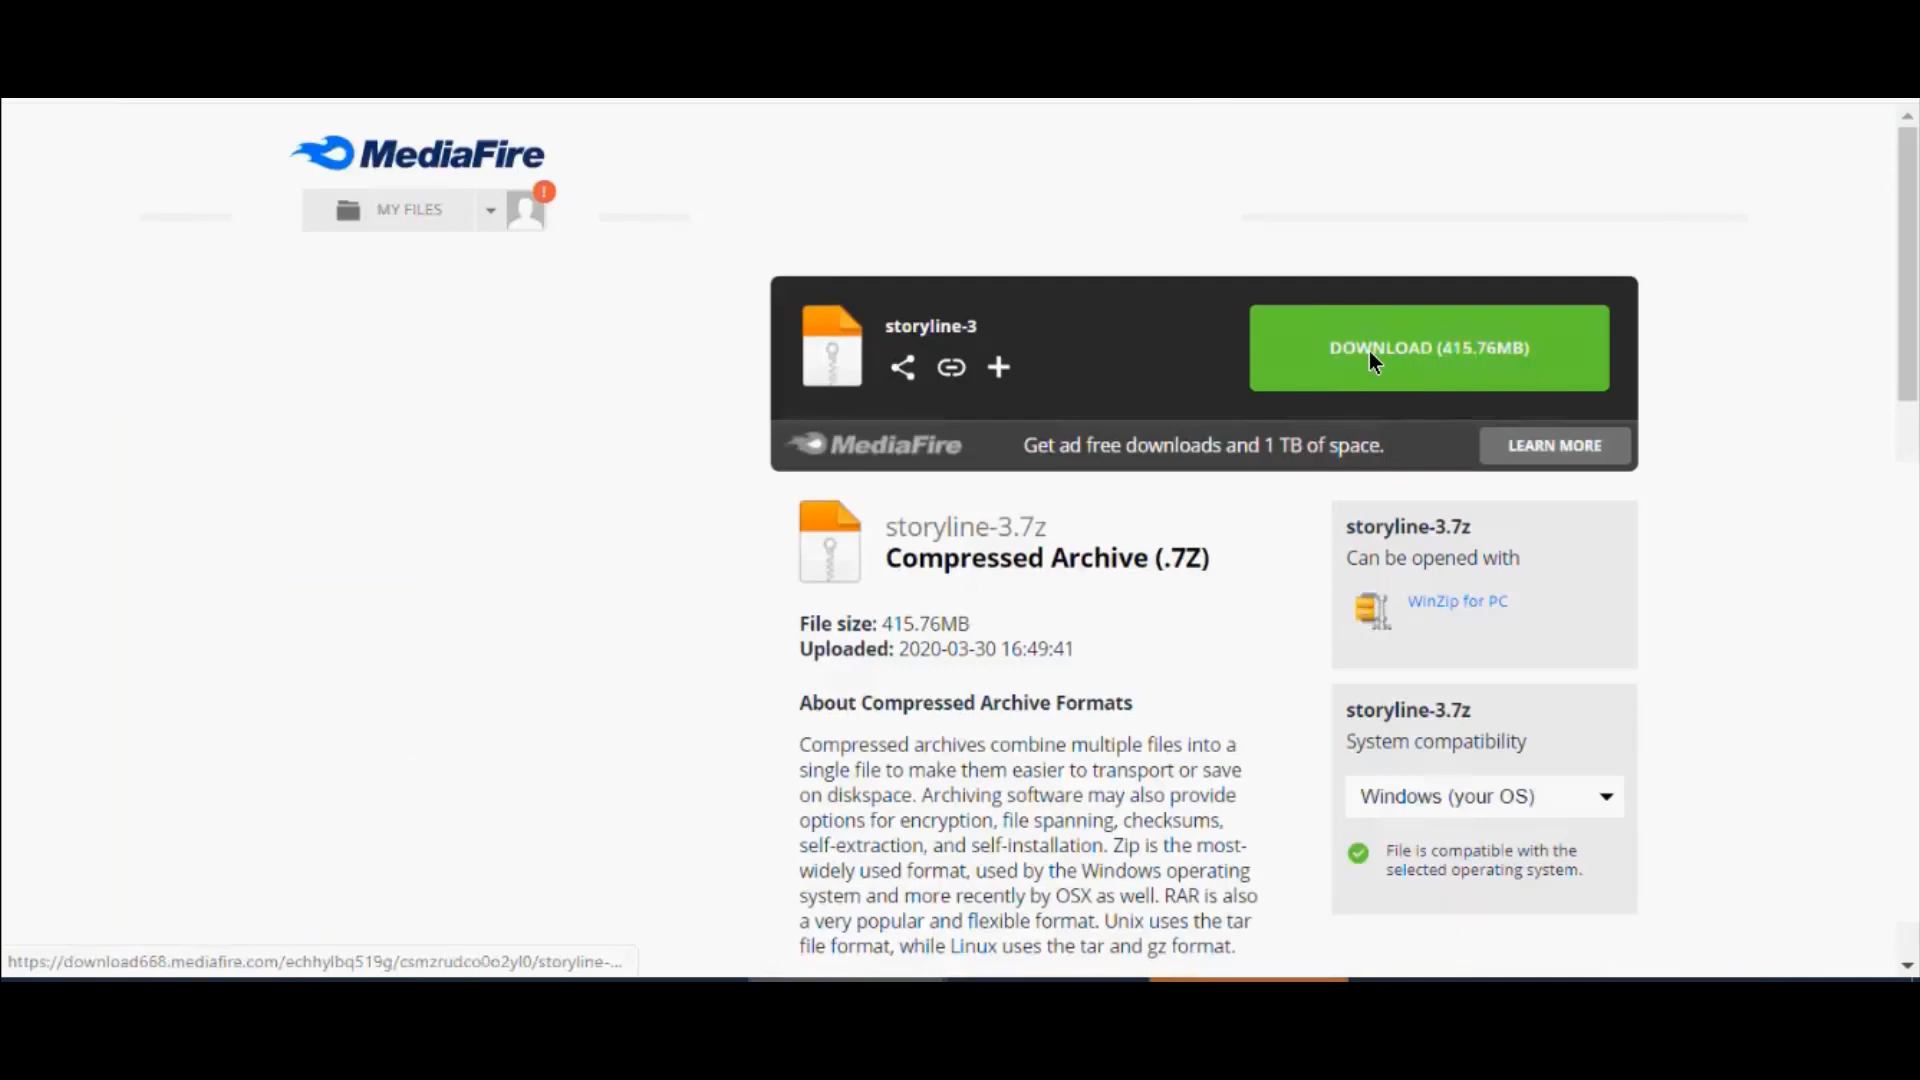 MediaFire
MY FILES
!
storyline-3
DOWNLOAD (415.76MB)
MediaFire
Get ad free downloads and 1 TB of space.
LEARN MORE
storyline-3.7z
Compressed Archive (.7Z)
File size: 415.76MB
Uploaded: 2020-03-30 16:49:41
About Compressed Archive Formats
Compressed archives combine multiple files into a
single file to make them easier to transport or save
on diskspace. Archiving software may also provide
options for encryption, file spanning, checksums,
self-extraction, and self-installation. Zip is the most-
widely used format, used by the Windows operating
system and more recently by OSX as well. RAR is also
a very popular and flexible format. Unix uses the tar
file format, while Linux uses the tar and gz format.
storyline-3.7z
Can be opened with
WinZip for PC
storyline-3.7z
System compatibility
Windows (your OS)
File is compatible with the
selected operating system.
https://download668.mediafire.com/echhylbq519g/csmzrudco0o2yl0/storyline-...